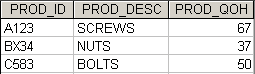 PROD_ID PROD_DESC PROD_QOH
A123 SCREWS 67
BX34 NUTS 37
C583 BOLTS 50